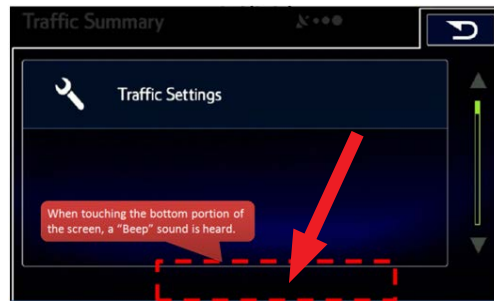 Traffic Summary
Traffic Settings
When touching the bottom portion of
the screen, a "Beep" sound is heard.